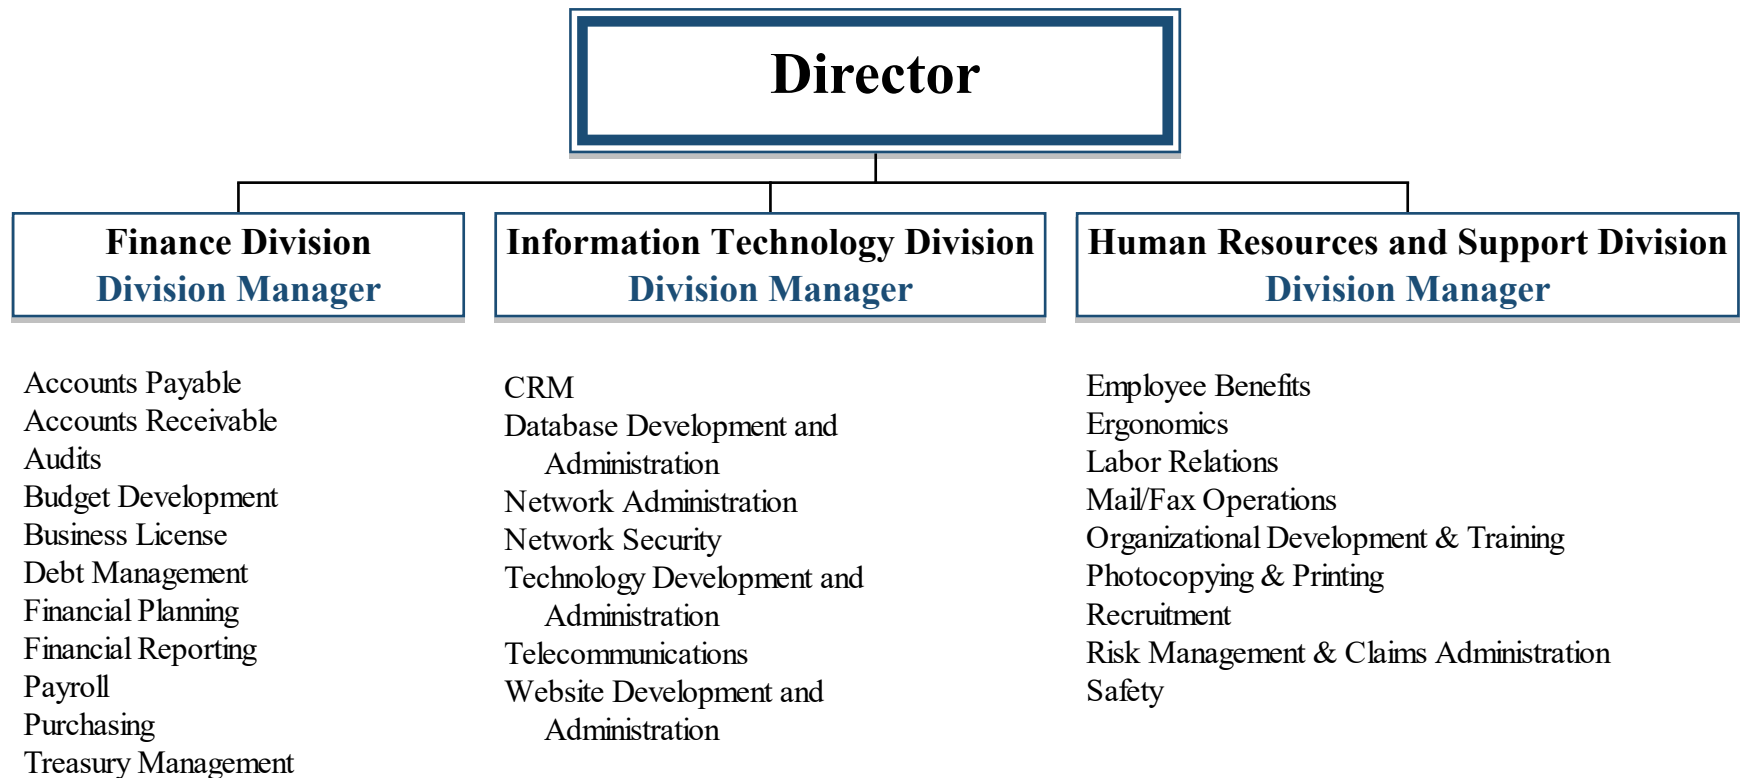 Director
Finance Division
Division Manager
Information Technology Division
Division Manager
Human Resources and Support Division
Division Manager
Accounts Payable
Accounts Receivable
Audits
Budget Development
Business License
Debt Management
Financial Planning
Financial Reporting
Payroll
Purchasing
Treasury Management
CRM
Database Development and
Administration
Network Administration
Network Security
Technology Development and
Administration
Telecommunications
Website Development and
Administration
Employee Benefits
Ergonomics
Labor Relations
Mail/Fax Operations
Organizational Development & Training
Photocopying & Printing
Recruitment
Risk Management & Claims Administration
Safety